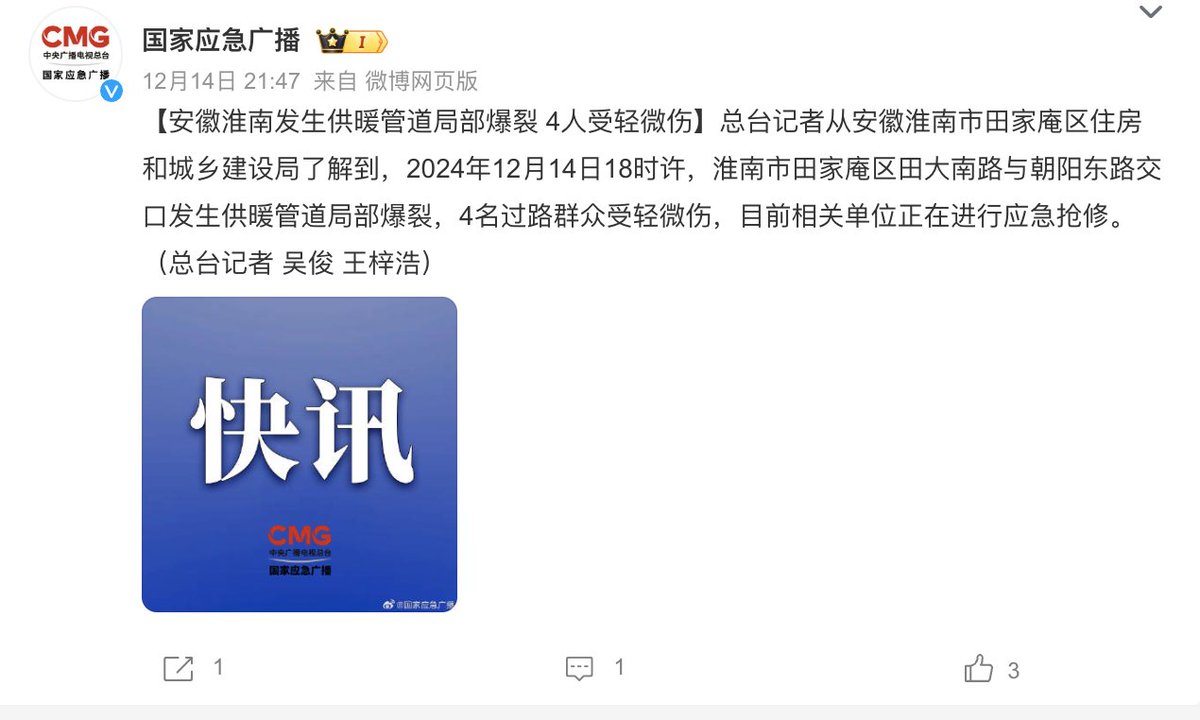 CMG
中央广播电视总台
国家应急广播
国家应急广播
I
12月14日 21:47 来自 微博网页版
【安徽淮南发生供暖管道局部爆裂 4人受轻微伤】总台记者从安徽淮南市田家庵区住房
和城乡建设局了解到，2024年12月14日18时许，淮南市田家庵区田大南路与朝阳东路交
口发生供暖管道局部爆裂，4名过路群众受轻微伤，目前相关单位正在进行应急抢修。
（总台记者 吴俊 王梓浩）
快讯
CMG
中央广播电视总台
国家应急广播
@国家应急广播
1
1
3